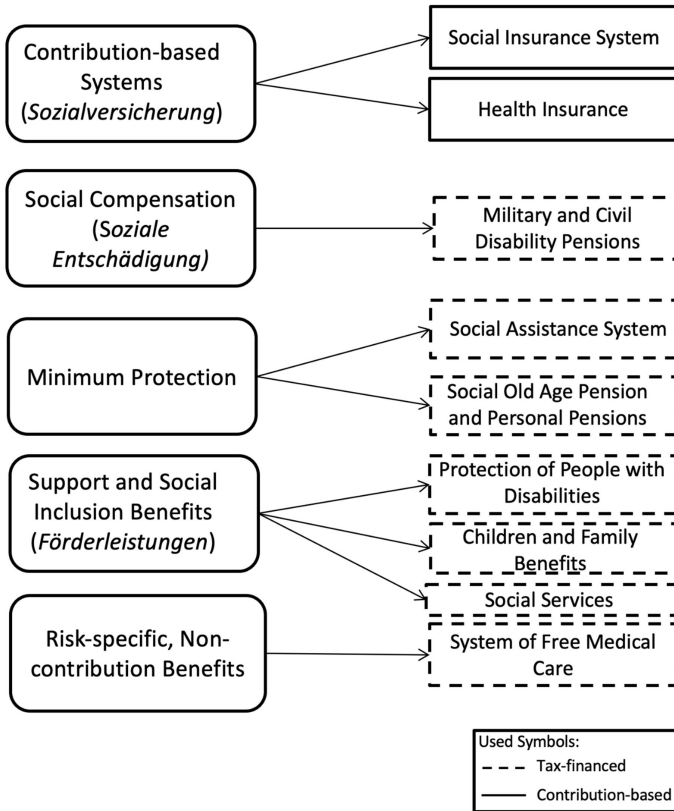 Contribution-based
Systems
(Sozialversicherung)
Social Insurance System
Health Insurance
Social Compensation
(Soziale
Entschädigung)
Military and Civil
Disability Pensions
Minimum Protection
Social Assistance System
Social Old Age Pension
and Personal Pensions
Support and Social
Inclusion Benefits
(Förderleistungen)
Protection of People with
Disabilities
Children and Family
Benefits
Social Services
Risk-specific, Non-
contribution Benefits
System of Free Medical
Care
Used Symbols:
Tax-financed
Contribution-based